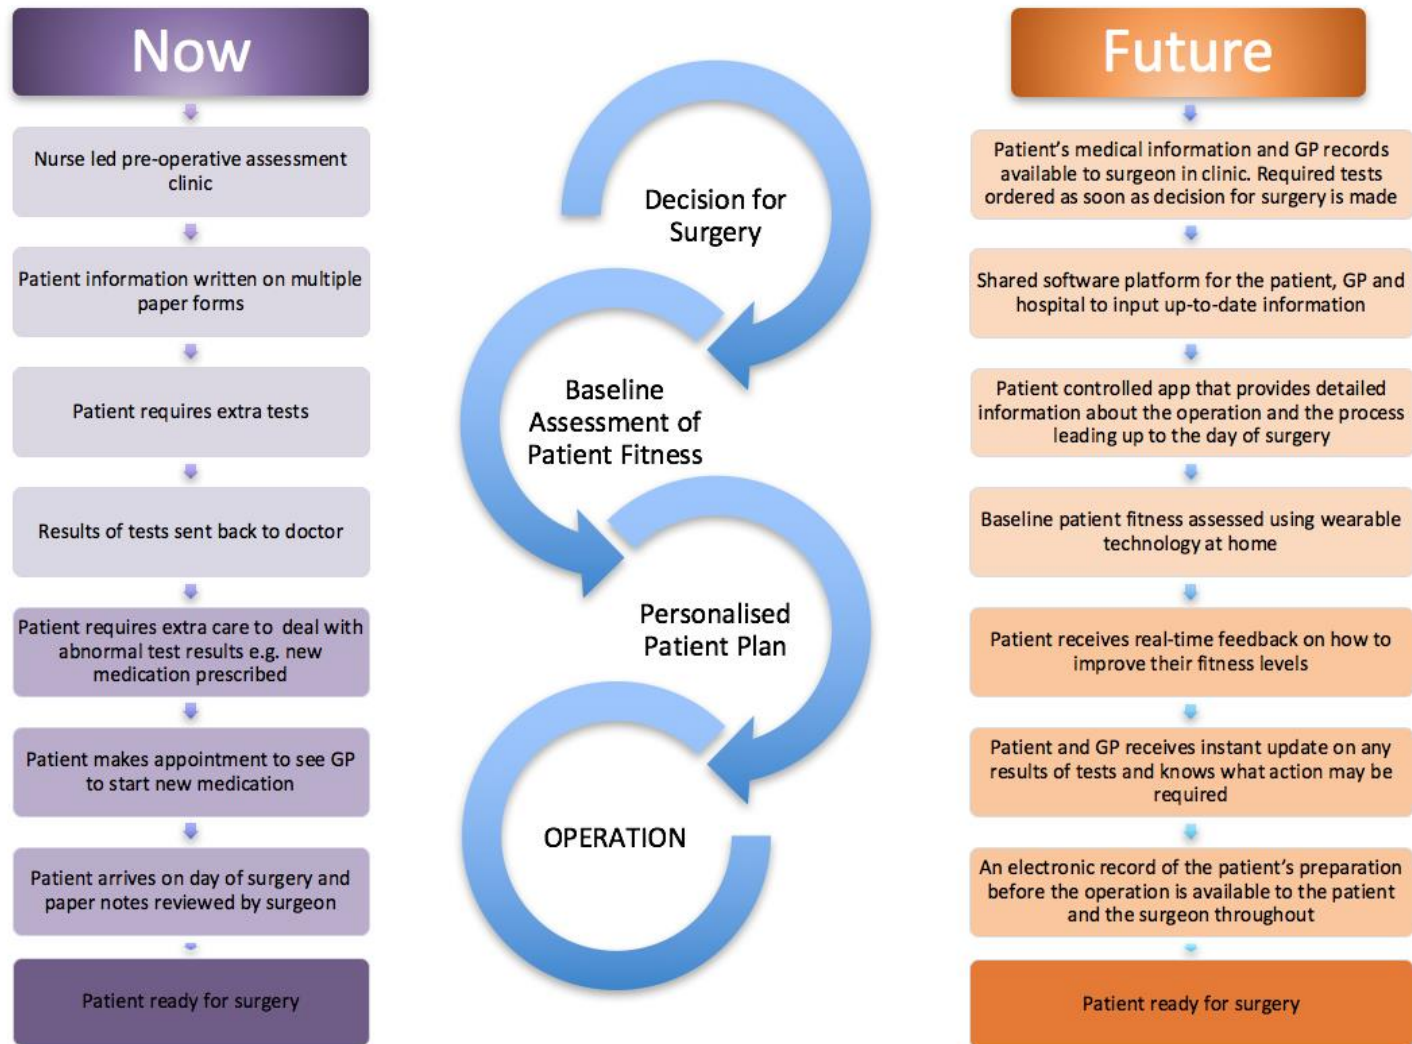 Now
Nurse led pre-operative assessment
clinic
Patient information written on multiple
paper forms
Patient requires extra tests
Results of tests sent back to doctor
Patient requires extra care to deal with
abnormal test results e.g. new
medication prescribed
Patient makes appointment to see GP
to start new medication
Patient arrives on day of surgery and
paper notes reviewed by surgeon
Patient ready for surgery
Decision for
Surgery
Baseline
Assessment of
Patient Fitness
Personalised
Patient Plan
OPERATION
Future
Patient's medical information and GP records
available to surgeon in clinic. Required tests
ordered as soon as decision for surgery is made
Shared software platform for the patient, GP and
hospital to input up-to-date information
Patient controlled app that provides detailed
information about the operation and the process
leading up to the day of surgery
Baseline patient fitness assessed using wearable
technology at home
Patient receives real-time feedback on how to
improve their fitness levels
Patient and GP receives instant update on any
results of tests and knows what action may be
required
An electronic record of the patient's preparation
before the operation is available to the patient
and the surgeon throughout
Patient ready for surgery